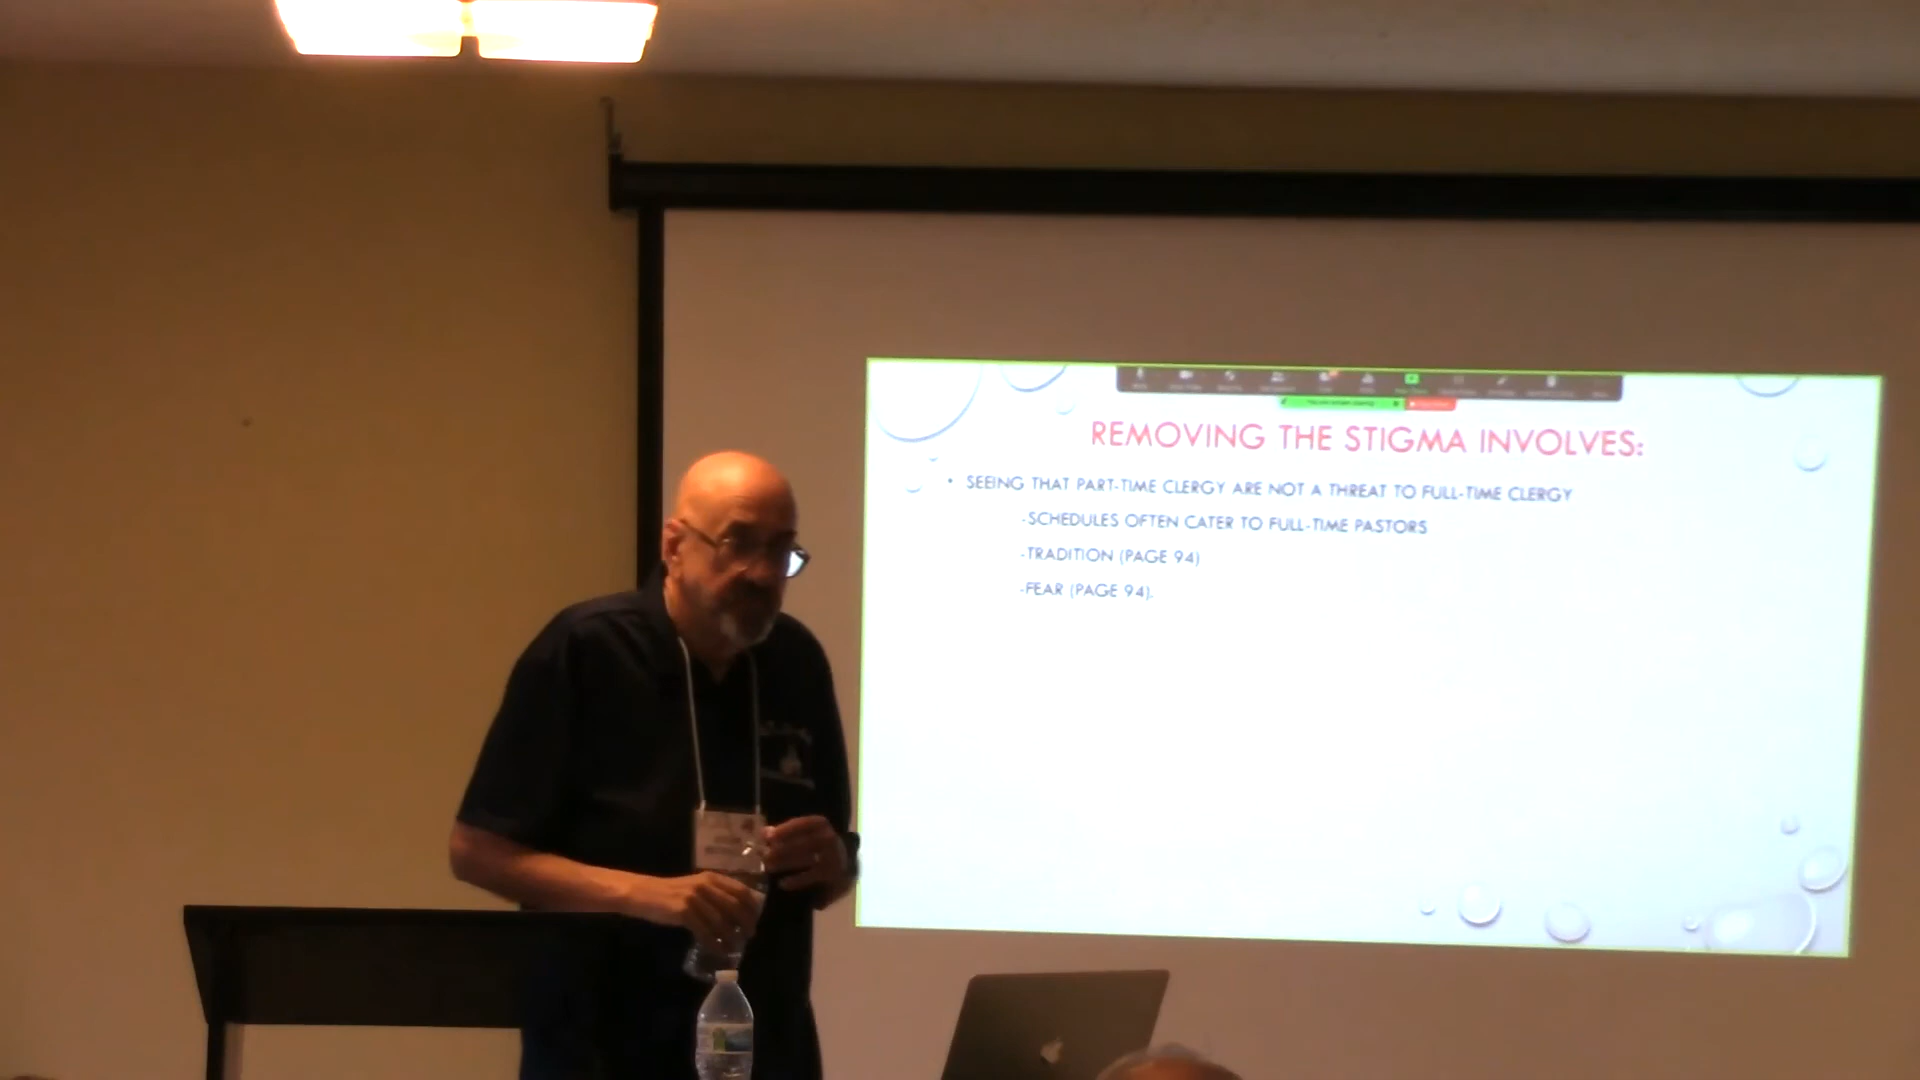 REMOVING THE STIGMA INVOLVES:
• SEEING THAT PART-TIME CLERGY ARE NOT A THREAT TO FULL-TIME CLERGY
-SCHEDULES OFTEN CATER TO FULL-TIME PASTORS
-TRADITION (PAGE 94)
-FEAR (PAGE 94).